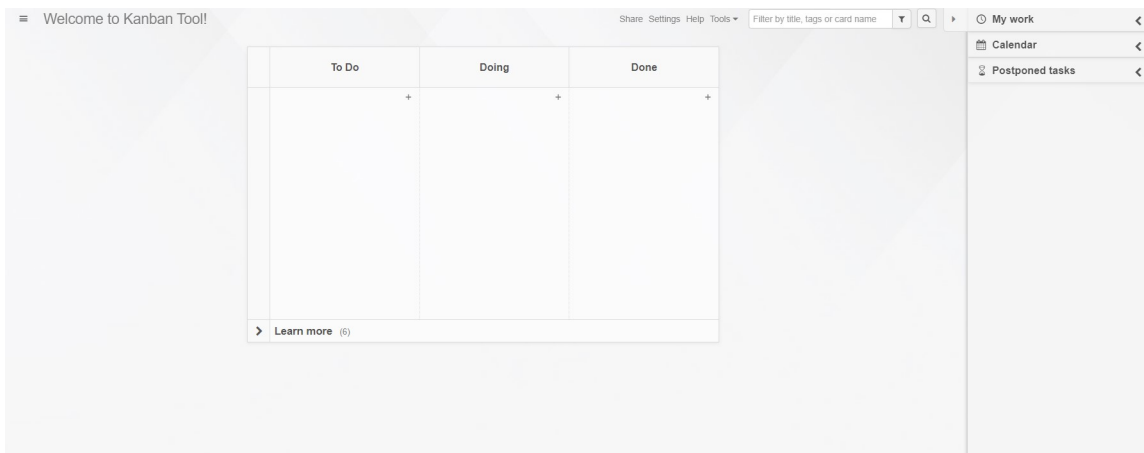 Welcome to Kanban Tool!
Share Settings Help Tools
Filter by title, tags or card name
My work
Calendar
Postponed tasks
To Do Doing Done
+ + +
Learn more (6)